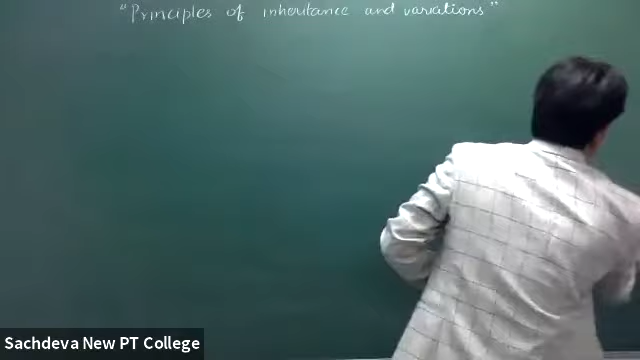 "Principles of inheritance and variations"
Sachdeva New PT College